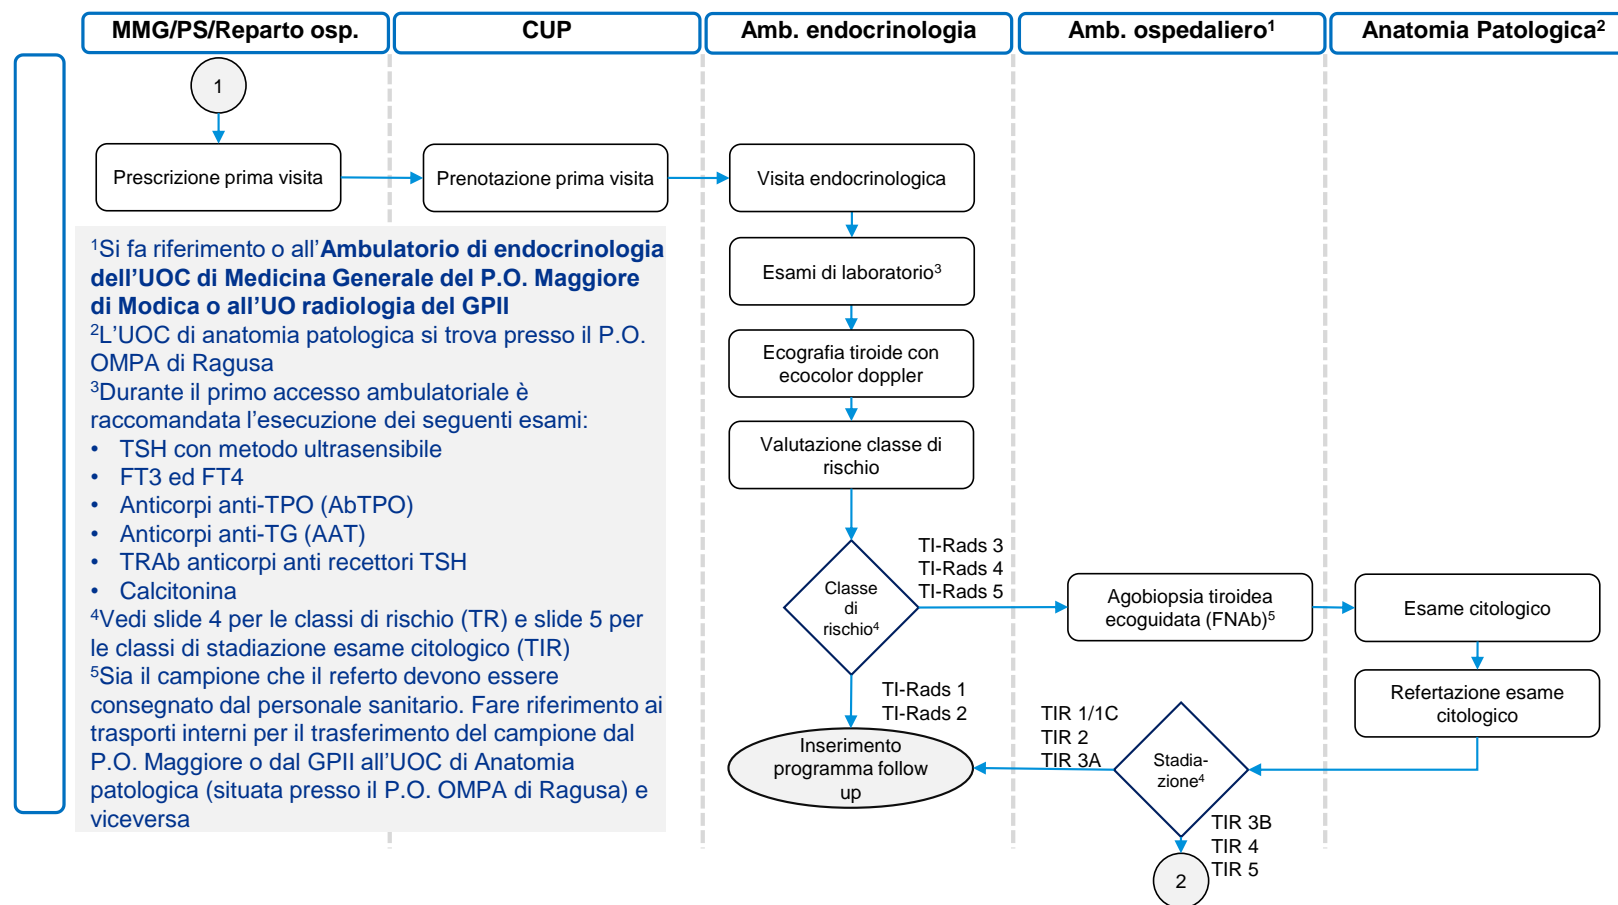 MMG/PS/Reparto osp.
CUP
Amb. endocrinologia
Amb. ospedaliero¹
Anatomia Patologica²
1
Prescrizione prima visita
Prenotazione prima visita
Visita endocrinologica
¹Si fa riferimento o all'Ambulatorio di endocrinologia
dell'UOC di Medicina Generale del P.O. Maggiore
di Modica o all'UO radiologia del GPII
²L'UOC di anatomia patologica si trova presso il P.O.
OMPA di Ragusa
³Durante il primo accesso ambulatoriale è
raccomandata l'esecuzione dei seguenti esami:
• TSH con metodo ultrasensibile
• FT3 ed FT4
• Anticorpi anti-TPO (AbTPO)
• Anticorpi anti-TG (AAT)
• TRAb anticorpi anti recettori TSH
• Calcitonina
⁴Vedi slide 4 per le classi di rischio (TR) e slide 5 per
le classi di stadiazione esame citologico (TIR)
⁵Sia il campione che il referto devono essere
consegnato dal personale sanitario. Fare riferimento ai
trasporti interni per il trasferimento del campione dal
P.O. Maggiore o dal GPII all'UOC di Anatomia
patologica (situata presso il P.O. OMPA di Ragusa) e
viceversa
Esami di laboratorio³
Ecografia tiroide con
ecocolor doppler
Valutazione classe di
rischio
Classe
di
rischio⁴
TI-Rads 3
TI-Rads 4
TI-Rads 5
Agobiopsia tiroidea
ecoguidata (FNAb)⁵
Esame citologico
Refertazione esame
citologico
TI-Rads 1
TI-Rads 2
Inserimento
programma follow
up
TIR 1/1C
TIR 2
TIR 3A
Stadia-
zione⁴
TIR 3B
TIR 4
TIR 5
2